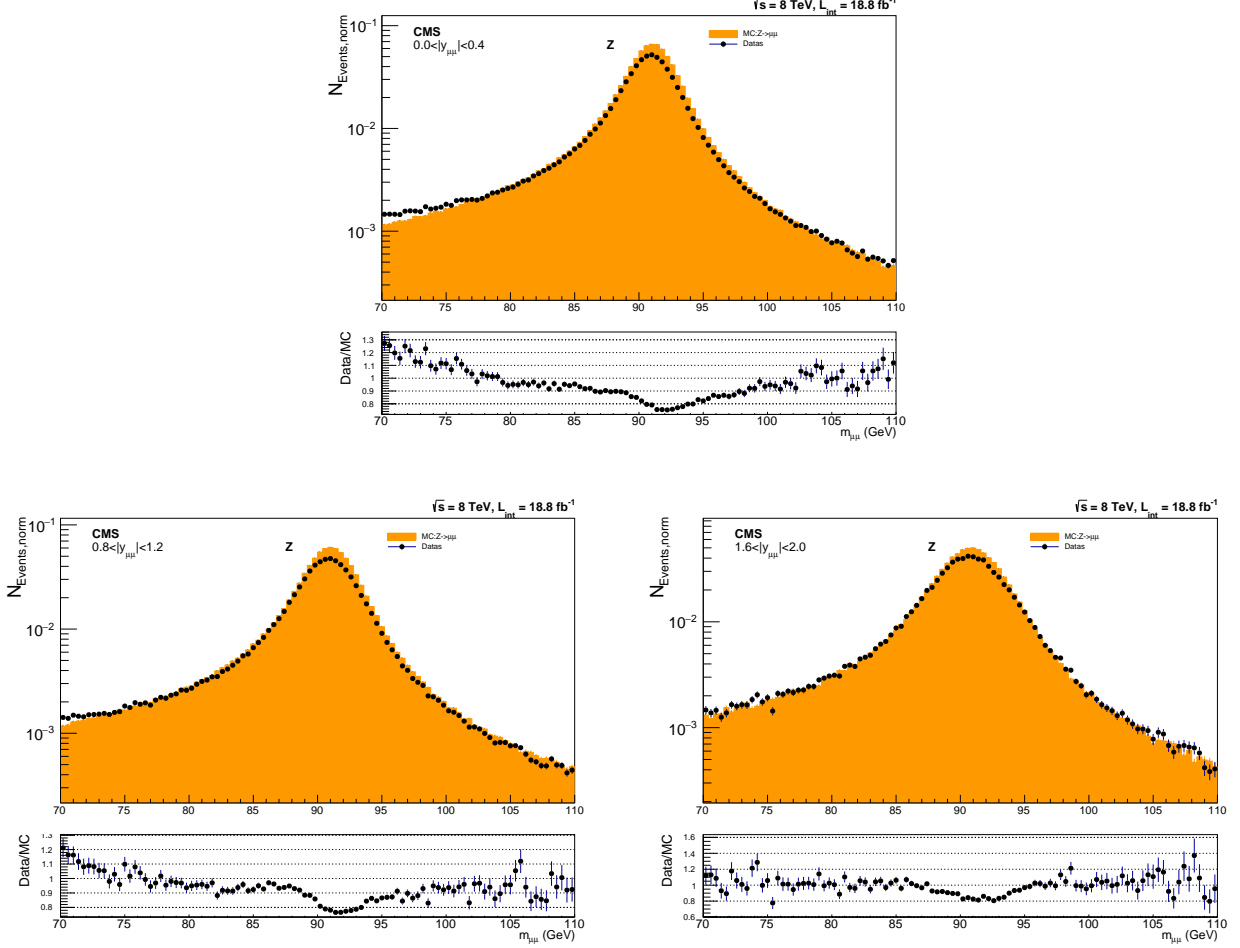 √s = 8 TeV, L_int = 18.8 fb⁻¹
10⁻¹
CMS
0.0<|y_μμ|<0.4
Z
MC:Z->μμ
Datas
N_Events,norm
10⁻²
10⁻³
70 75 80 85 90 95 100 105 110
Data/MC
1.3
1.2
1.1
1
0.9
0.8
70 75 80 85 90 95 100 105 110
m_μμ (GeV)
√s = 8 TeV, L_int = 18.8 fb⁻¹
10⁻¹
CMS
0.8<|y_μμ|<1.2
Z
MC:Z->μμ
Datas
N_Events,norm
10⁻²
10⁻³
70 75 80 85 90 95 100 105 110
Data/MC
1.3
1.2
1.1
1
0.9
0.8
70 75 80 85 90 95 100 105 110
m_μμ (GeV)
√s = 8 TeV, L_int = 18.8 fb⁻¹
CMS
1.6<|y_μμ|<2.0
Z
MC:Z->μμ
Datas
N_Events,norm
10⁻²
10⁻³
70 75 80 85 90 95 100 105 110
Data/MC
1.6
1.4
1.2
1
0.8
0.6
70 75 80 85 90 95 100 105 110
m_μμ (GeV)